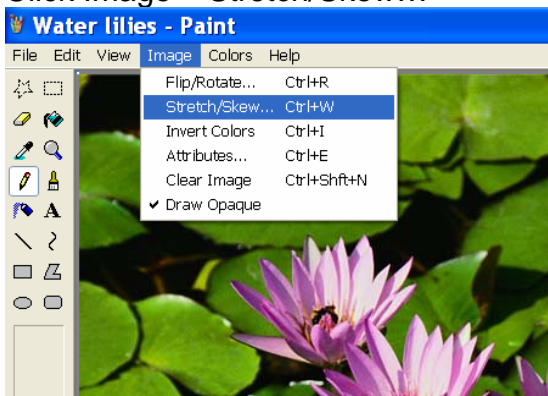 Water lilies - Paint
File Edit View Image Colors Help
Flip/Rotate... Ctrl+R
Stretch/Skew... Ctrl+W
Invert Colors Ctrl+I
Attributes... Ctrl+E
Clear Image Ctrl+Shft+N
✔ Draw Opaque
A